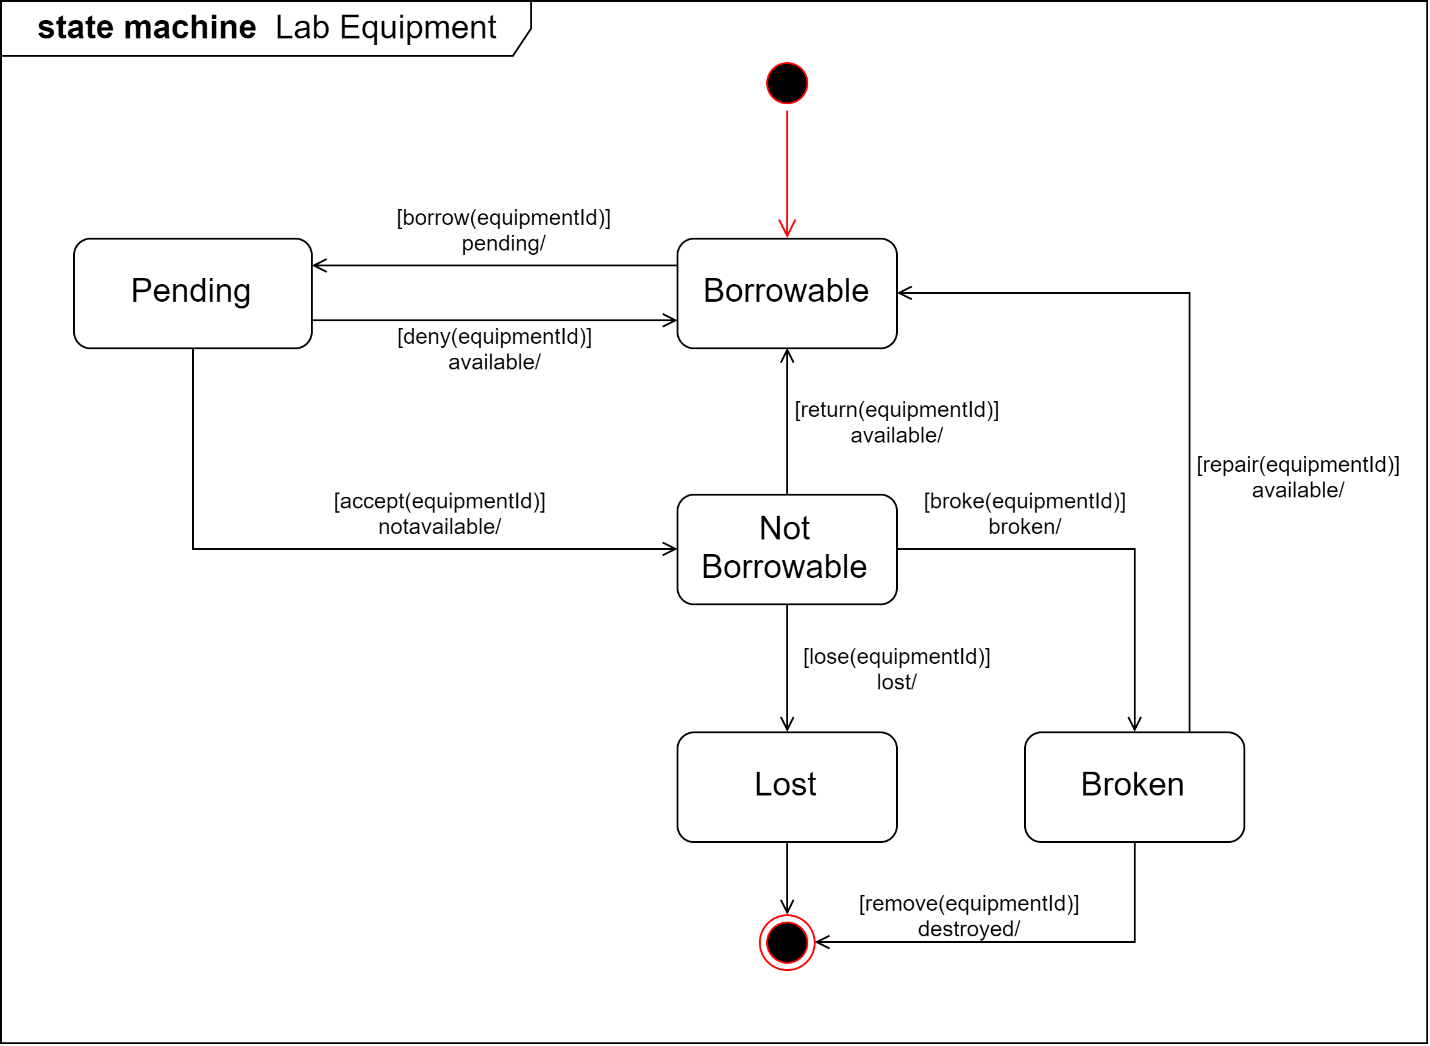 state machine Lab Equipment
[borrow(equipmentId)]
pending/
Pending
Borrowable
[deny(equipmentId)]
available/
[return(equipmentId)]
available/
[repair(equipmentId)]
available/
[accept(equipmentId)]
notavailable/
Not
Borrowable
[broke(equipmentId)]
broken/
[lose(equipmentId)]
lost/
Lost
Broken
[remove(equipmentId)]
destroyed/